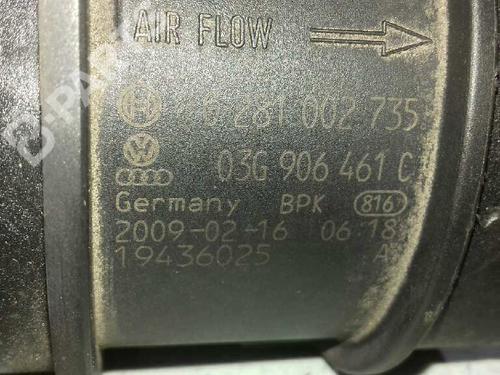 AIR FLOW
0 281 002 735
03G 906 461 C
Germany BPK 816
2009-02-16 06:18
19436025 A